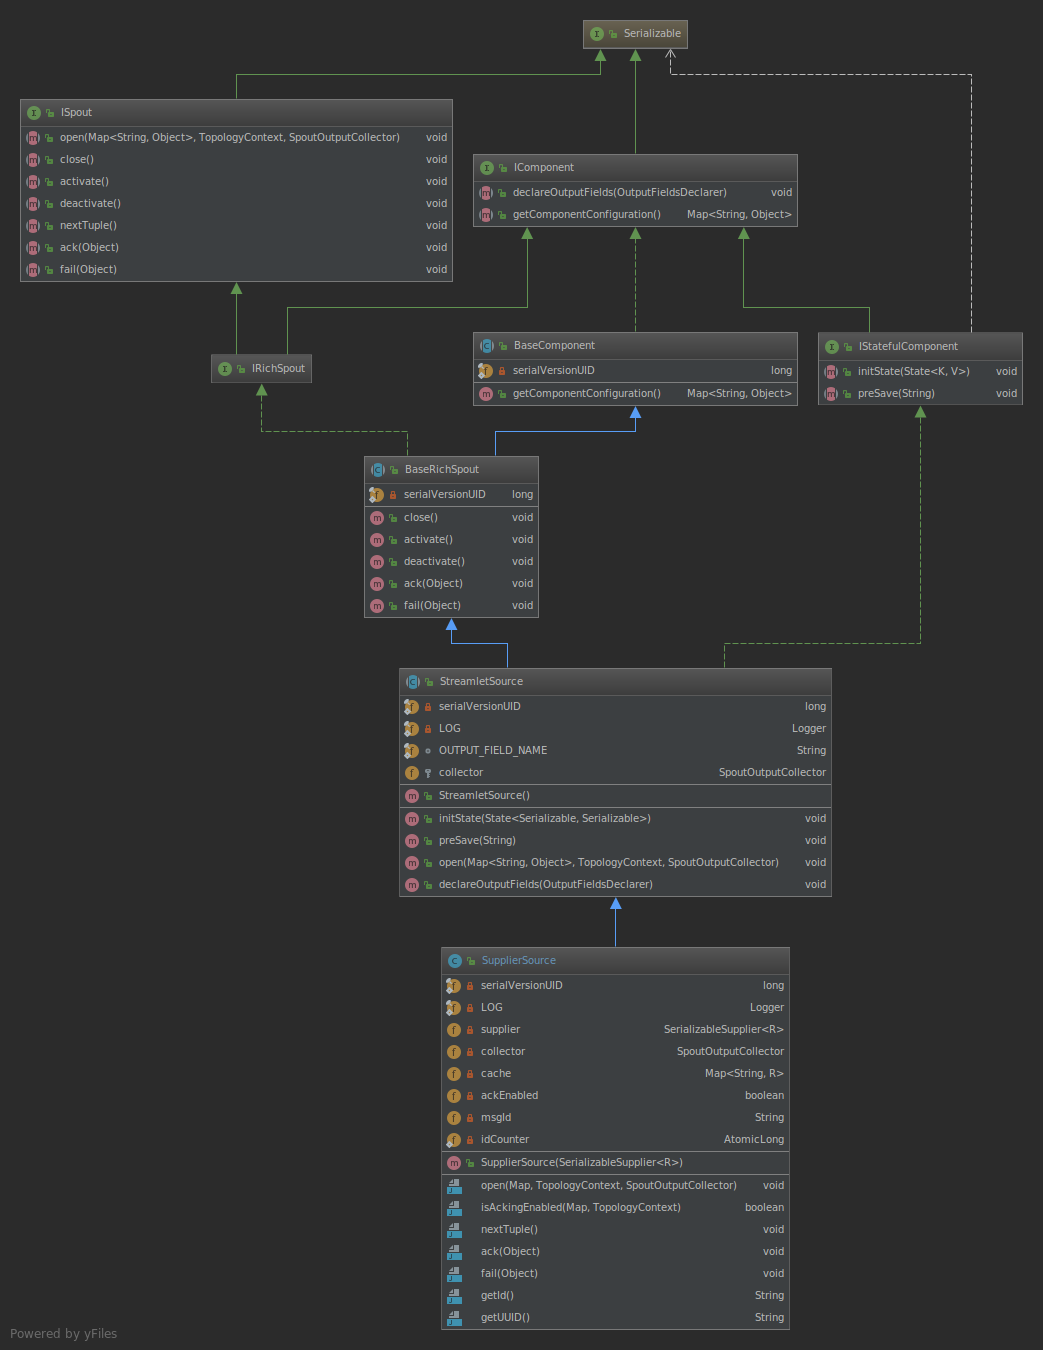 Serializable
ISpout
open(Map<String, Object>, TopologyContext, SpoutOutputCollector) void
close() void
activate() void
deactivate() void
nextTuple() void
ack(Object) void
fail(Object) void
IComponent
declareOutputFields(OutputFieldsDeclarer) void
getComponentConfiguration() Map<String, Object>
IRichSpout
BaseComponent
serialVersionUID long
getComponentConfiguration() Map<String, Object>
IStatefulComponent
initState(State<K, V>) void
preSave(String) void
BaseRichSpout
serialVersionUID long
close() void
activate() void
deactivate() void
ack(Object) void
fail(Object) void
StreamletSource
serialVersionUID long
LOG Logger
OUTPUT_FIELD_NAME String
collector SpoutOutputCollector
StreamletSource()
initState(State<Serializable, Serializable>) void
preSave(String) void
open(Map<String, Object>, TopologyContext, SpoutOutputCollector) void
declareOutputFields(OutputFieldsDeclarer) void
SupplierSource
serialVersionUID long
LOG Logger
supplier SerializableSupplier<R>
collector SpoutOutputCollector
cache Map<String, R>
ackEnabled boolean
msgId String
idCounter AtomicLong
SupplierSource(SerializableSupplier<R>)
open(Map, TopologyContext, SpoutOutputCollector) void
isAckingEnabled(Map, TopologyContext) boolean
nextTuple() void
ack(Object) void
fail(Object) void
getId() String
getUUID() String
Powered by yFiles